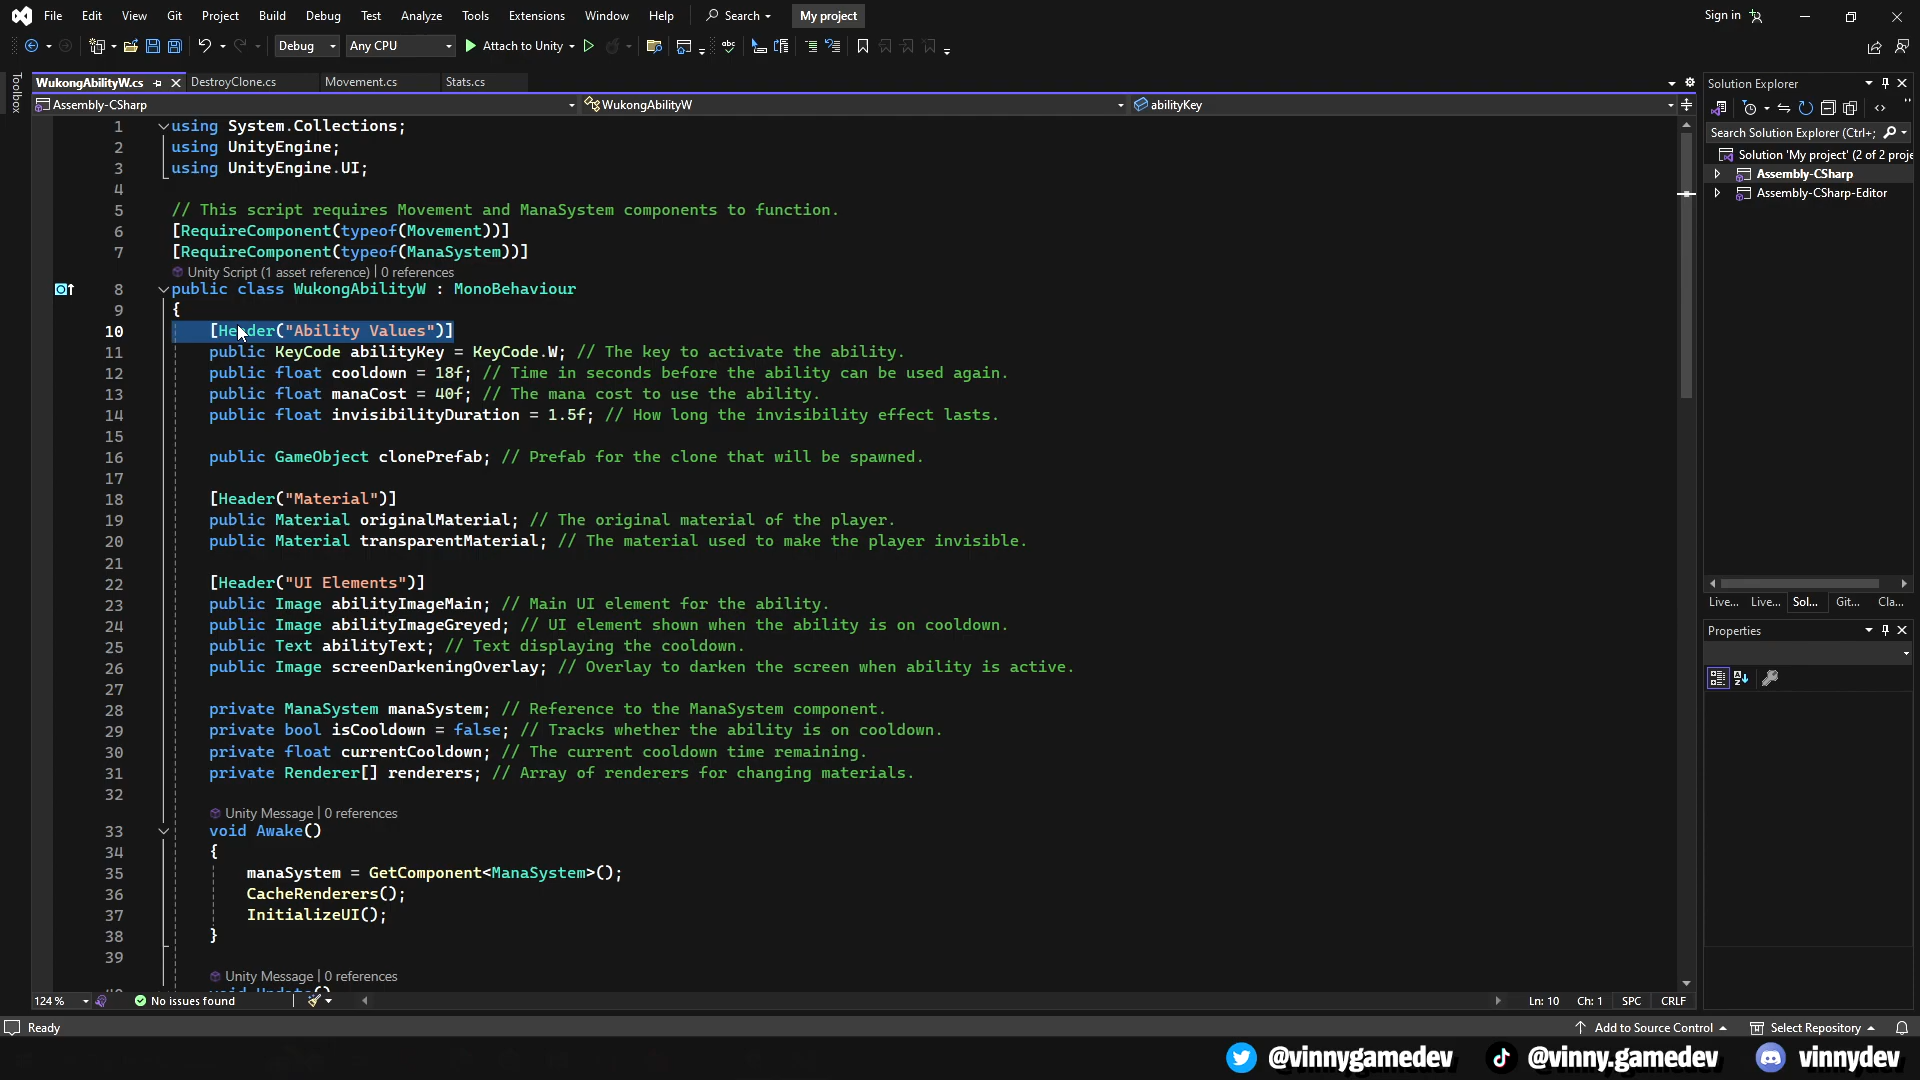 File Edit View Git Project Build Debug Test Analyze Tools Extensions Window Help Search My project Sign in
Debug Any CPU Attach to Unity
Toolbox
WukongAbilityW.cs DestroyClone.cs Movement.cs Stats.cs
Assembly-CSharp WukongAbilityW abilityKey
1 using System.Collections;
2 using UnityEngine;
3 using UnityEngine.UI;
4
5 // This script requires Movement and ManaSystem components to function.
6 [RequireComponent(typeof(Movement))]
7 [RequireComponent(typeof(ManaSystem))]
Unity Script (1 asset reference) | 0 references
8 public class WukongAbilityW : MonoBehaviour
9 {
10 [Header("Ability Values")]
11 public KeyCode abilityKey = KeyCode.W; // The key to activate the ability.
12 public float cooldown = 18f; // Time in seconds before the ability can be used again.
13 public float manaCost = 40f; // The mana cost to use the ability.
14 public float invisibilityDuration = 1.5f; // How long the invisibility effect lasts.
15
16 public GameObject clonePrefab; // Prefab for the clone that will be spawned.
17
18 [Header("Material")]
19 public Material originalMaterial; // The original material of the player.
20 public Material transparentMaterial; // The material used to make the player invisible.
21
22 [Header("UI Elements")]
23 public Image abilityImageMain; // Main UI element for the ability.
24 public Image abilityImageGreyed; // UI element shown when the ability is on cooldown.
25 public Text abilityText; // Text displaying the cooldown.
26 public Image screenDarkeningOverlay; // Overlay to darken the screen when ability is active.
27
28 private ManaSystem manaSystem; // Reference to the ManaSystem component.
29 private bool isCooldown = false; // Tracks whether the ability is on cooldown.
30 private float currentCooldown; // The current cooldown time remaining.
31 private Renderer[] renderers; // Array of renderers for changing materials.
32
Unity Message | 0 references
33 void Awake()
34 {
35 manaSystem = GetComponent<ManaSystem>();
36 CacheRenderers();
37 InitializeUI();
38 }
39
Unity Message | 0 references
40 void Update()
124 % No issues found Ln: 10 Ch: 1 SPC CRLF
Solution Explorer
Search Solution Explorer (Ctrl+;
Solution 'My project' (2 of 2 proje
Assembly-CSharp
Assembly-CSharp-Editor
Live... Live... Sol... Git... Cla...
Properties
Ready Add to Source Control Select Repository
@vinnygamedev @vinny.gamedev vinnydev